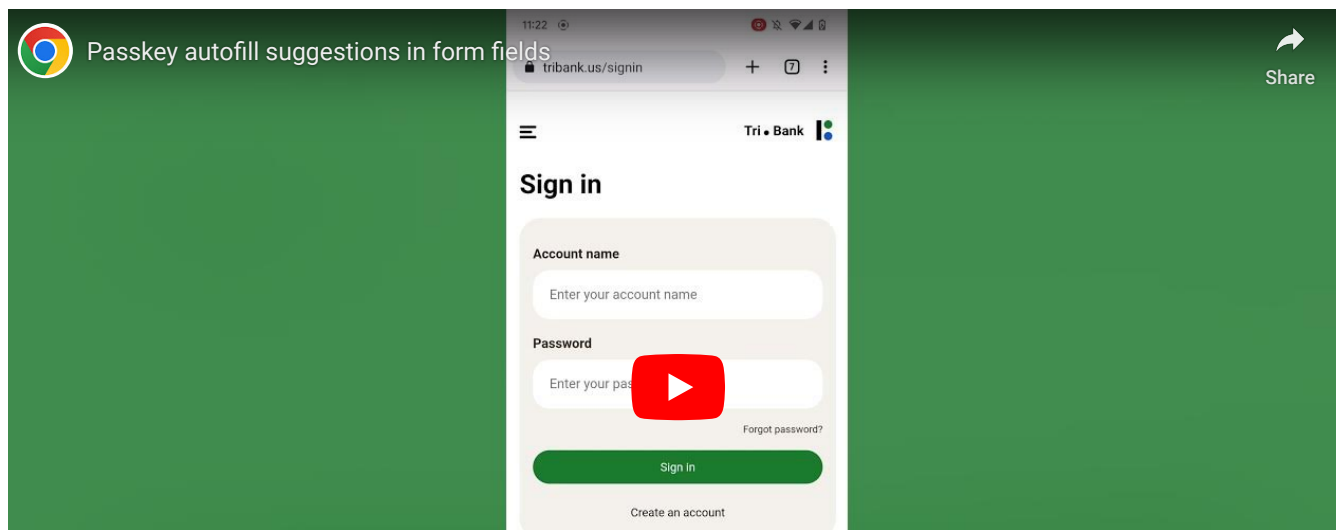 11:22
Passkey autofill suggestions in form fields
Share
tribank.us/signin
7
Tri • Bank
Sign in
Account name
Enter your account name
Password
Enter your pas
Forgot password?
Sign in
Create an account